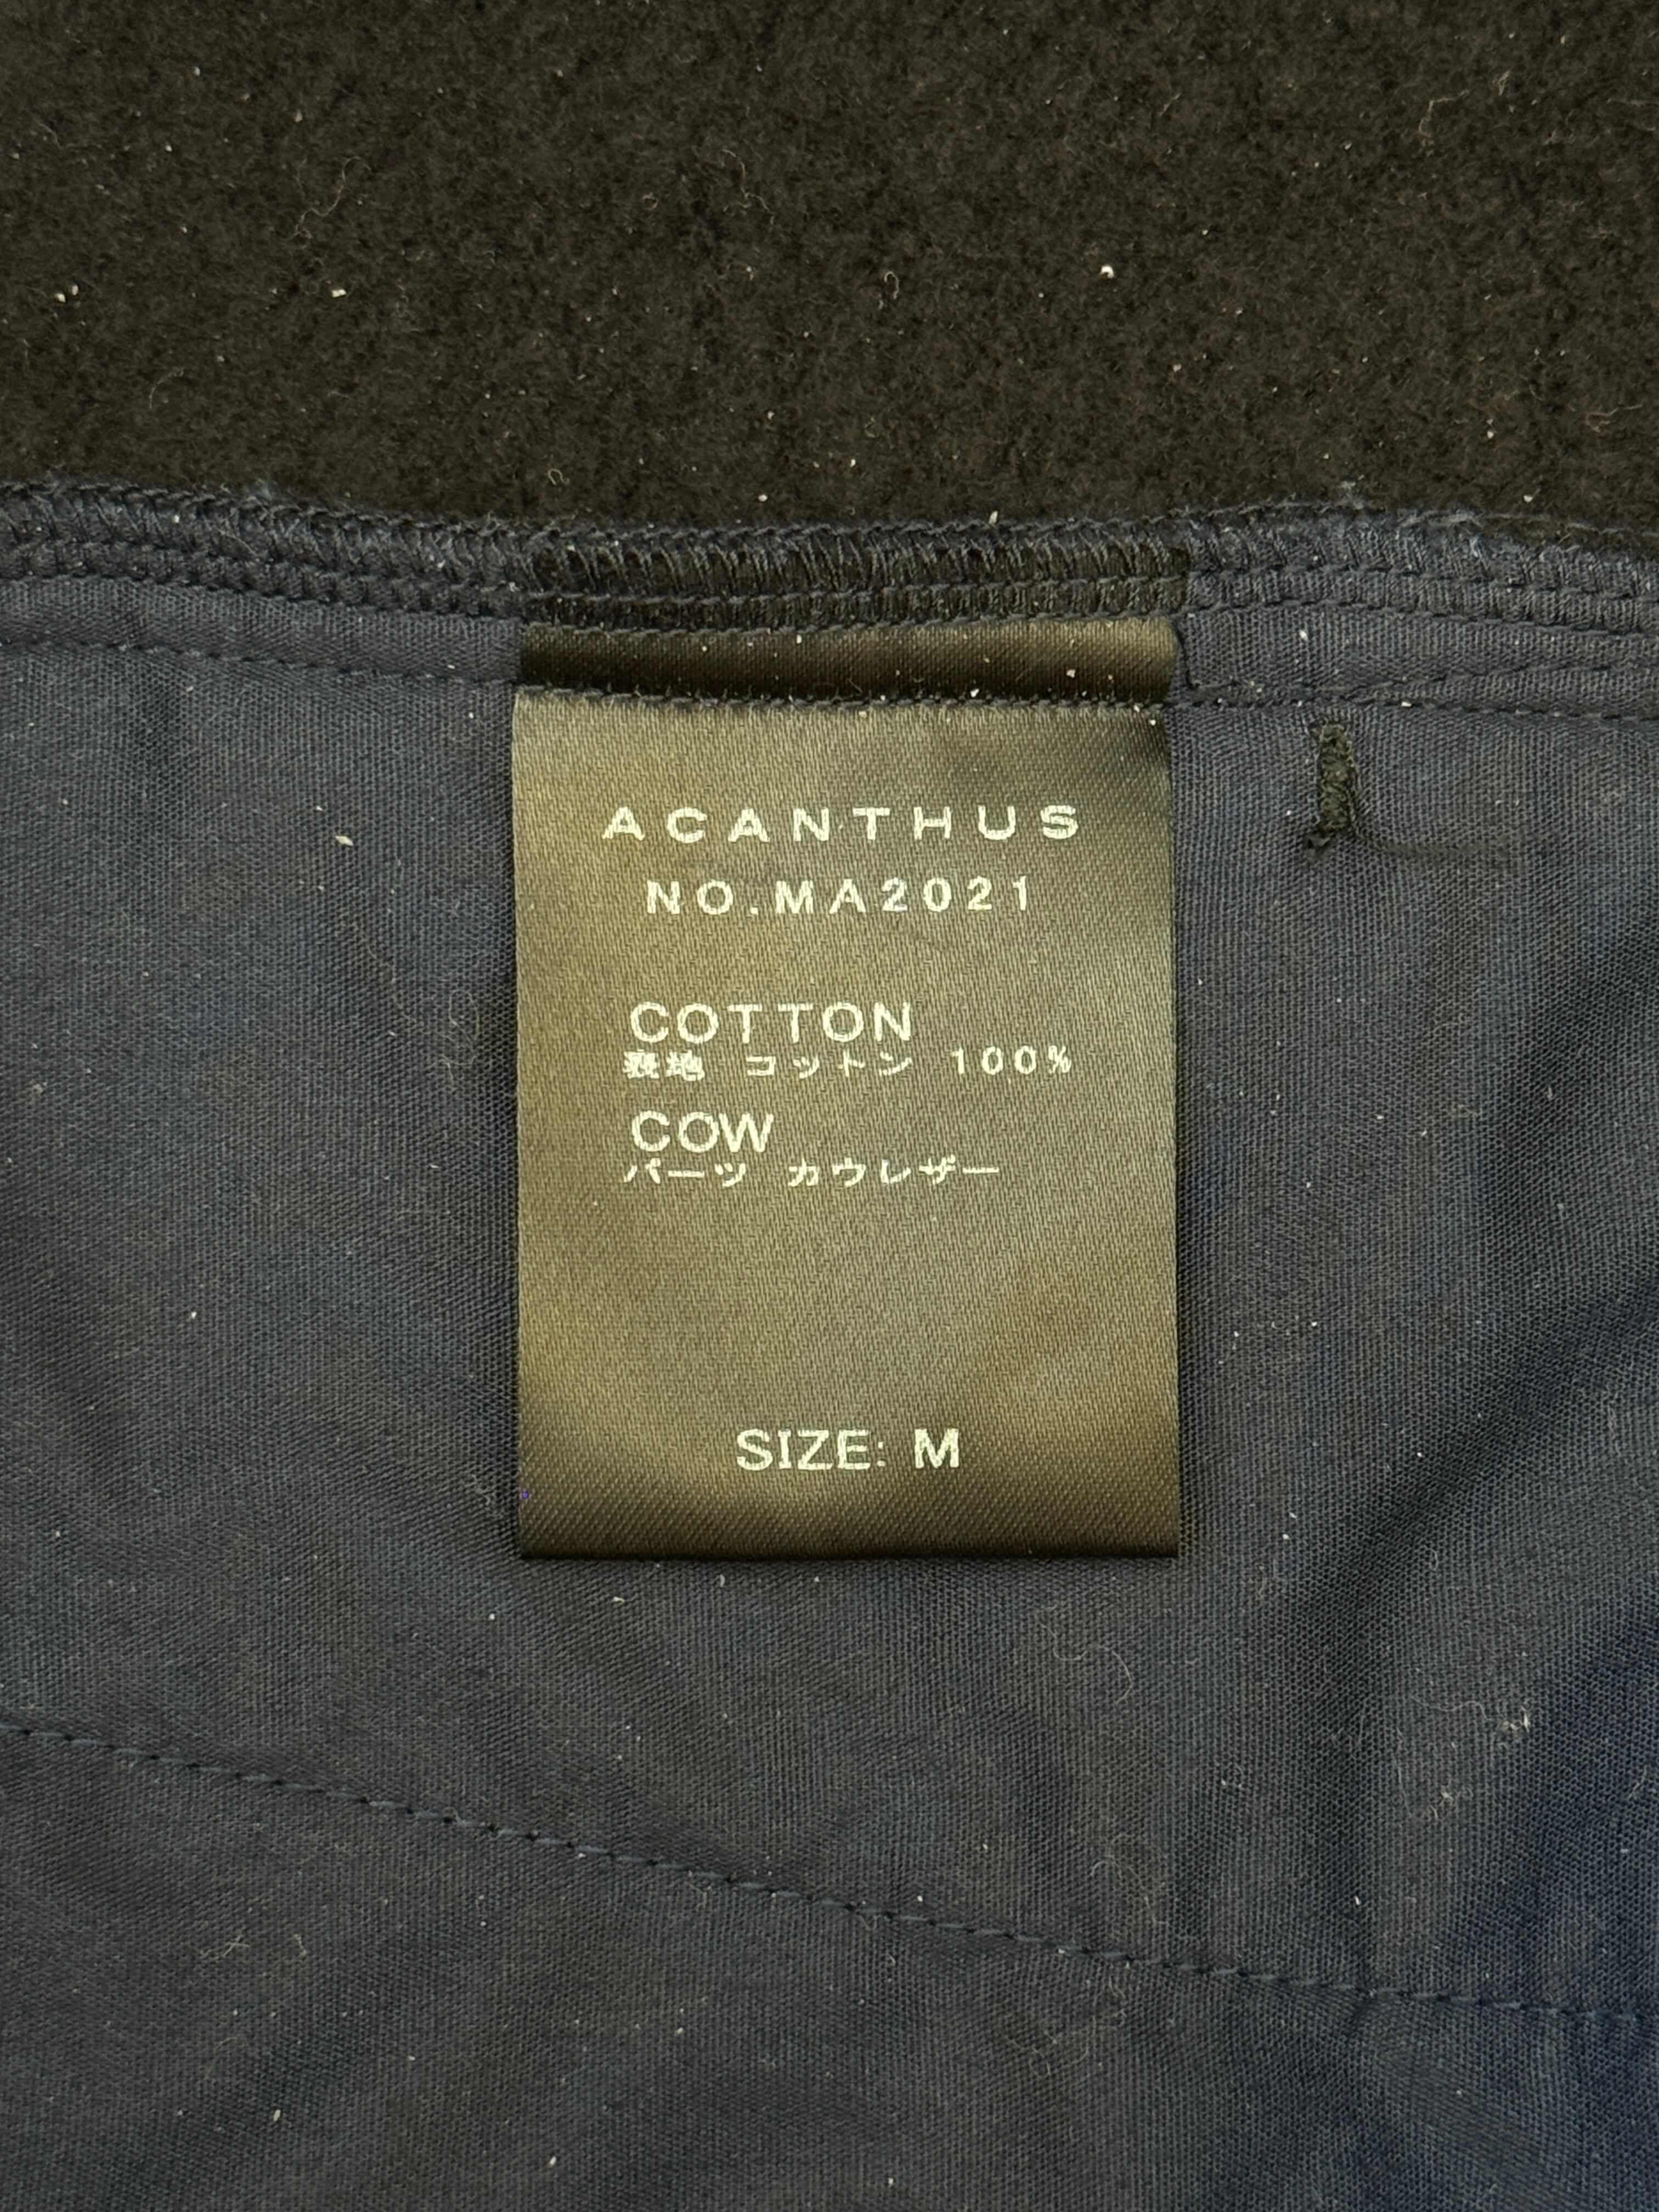 ACANTHUS
NO.MA2021
COTTON
表地 コットン 100%
COW
パーツ カウレザー
SIZE: M